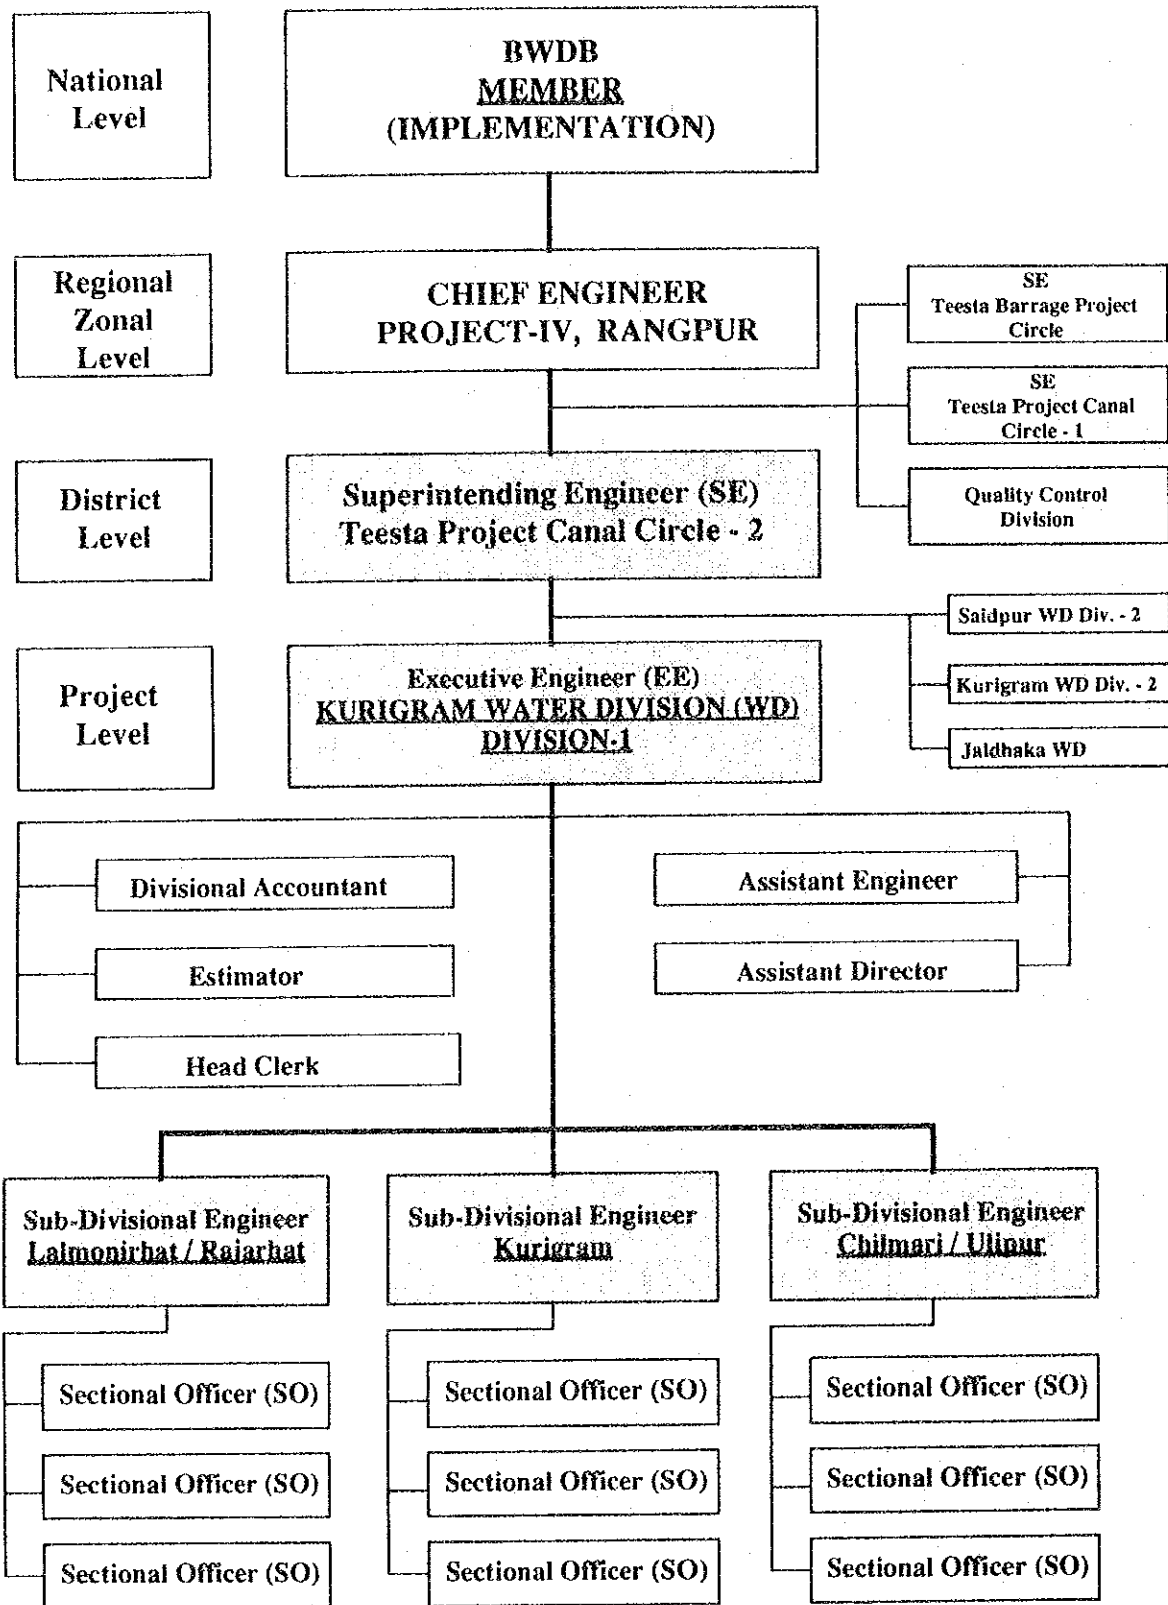 National
Level
BWDB
MEMBER
(IMPLEMENTATION)
Regional
Zonal
Level
CHIEF ENGINEER
PROJECT-IV, RANGPUR
SE
Teesta Barrage Project
Circle
SE
Teesta Project Canal
Circle - 1
Quality Control
Division
District
Level
Superintending Engineer (SE)
Teesta Project Canal Circle - 2
Project
Level
Executive Engineer (EE)
KURIGRAM WATER DIVISION (WD)
DIVISION-1
Saidpur WD Div. - 2
Kurigram WD Div. - 2
Jaldhaka WD
Divisional Accountant
Estimator
Head Clerk
Assistant Engineer
Assistant Director
Sub-Divisional Engineer
Lalmonirhat / Rajarhat
Sub-Divisional Engineer
Kurigram
Sub-Divisional Engineer
Chilmari / Ulipur
Sectional Officer (SO)
Sectional Officer (SO)
Sectional Officer (SO)
Sectional Officer (SO)
Sectional Officer (SO)
Sectional Officer (SO)
Sectional Officer (SO)
Sectional Officer (SO)
Sectional Officer (SO)